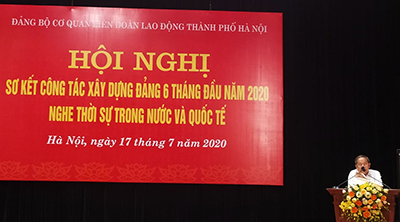 ĐẢNG BỘ CƠ QUAN LIÊN ĐOÀN LAO ĐỘNG THÀNH PHỐ HÀ NỘI
HỘI NGHỊ
SƠ KẾT CÔNG TÁC XÂY DỰNG ĐẢNG 6 THÁNG ĐẦU NĂM 2020
NGHE THỜI SỰ TRONG NƯỚC VÀ QUỐC TẾ
Hà Nội, ngày 17 tháng 7 năm 2020